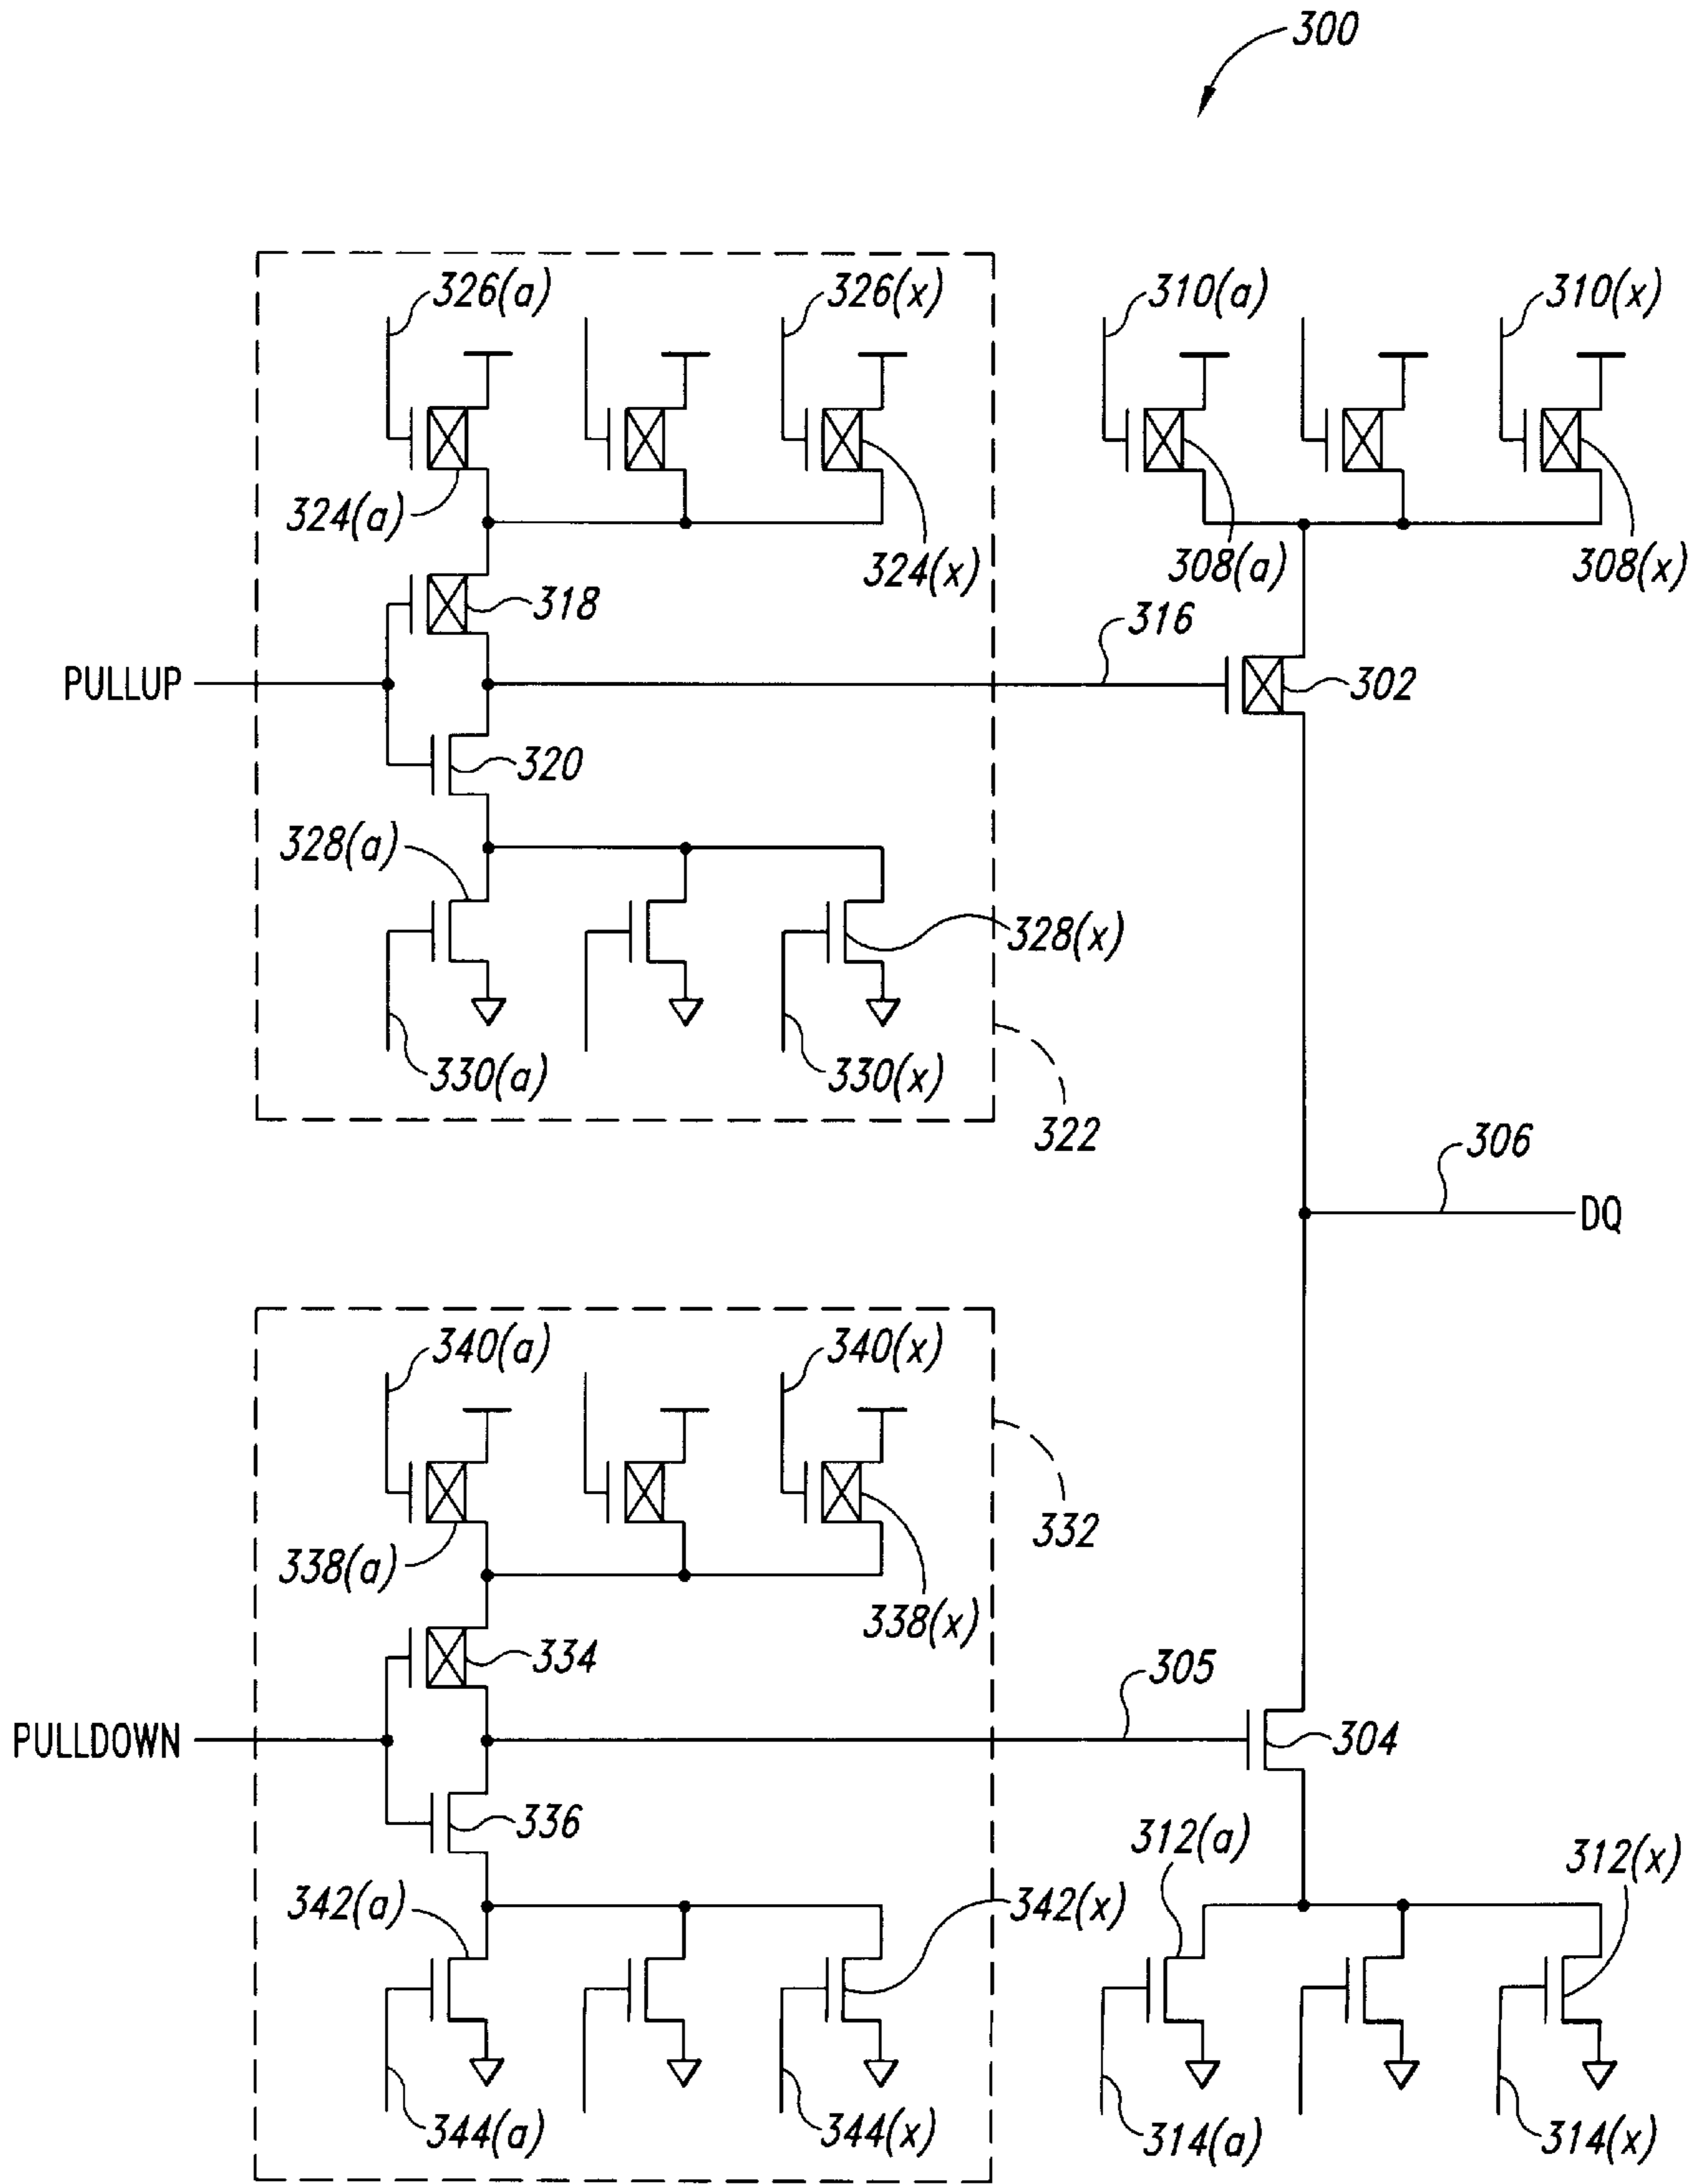 300
326(a)
326(x)
310(a)
310(x)
324(a)
324(x)
308(a)
308(x)
318
316
PULLUP
302
320
328(a)
328(x)
330(a)
330(x)
322
306
DQ
340(a)
340(x)
332
338(a)
338(x)
334
305
PULLDOWN
304
336
312(a)
312(x)
342(a)
342(x)
344(a)
344(x)
314(a)
314(x)